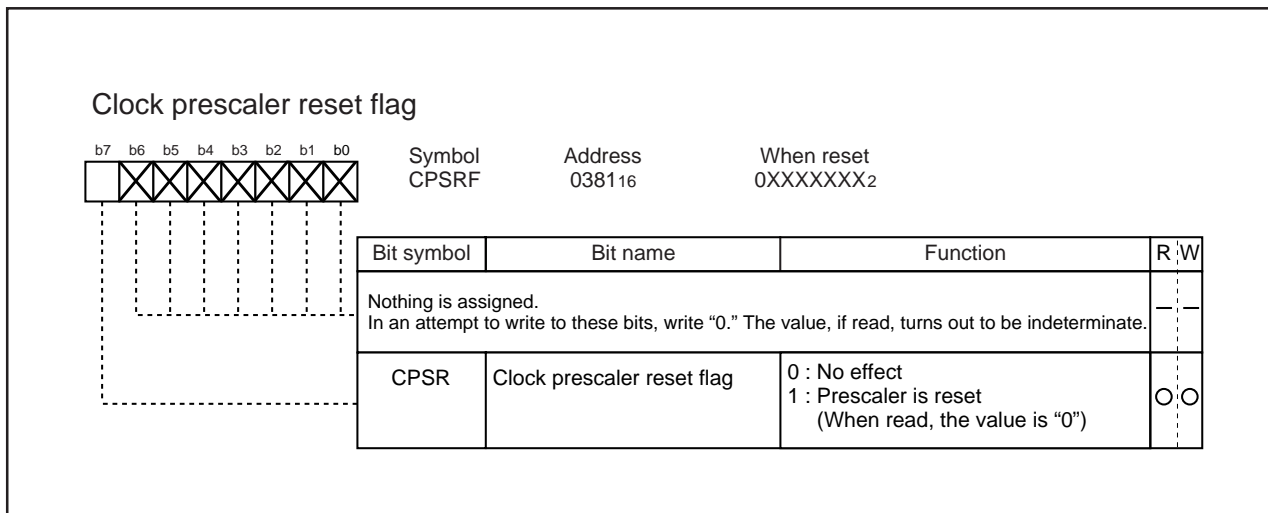 Clock prescaler reset flag
b7 b6 b5 b4 b3 b2 b1 b0
Symbol Address When reset
CPSRF 038116 0XXXXXXX2
Bit symbol Bit name Function R W
Nothing is assigned.
In an attempt to write to these bits, write “0.” The value, if read, turns out to be indeterminate.
— —
CPSR Clock prescaler reset flag 0 : No effect
1 : Prescaler is reset
(When read, the value is “0”)